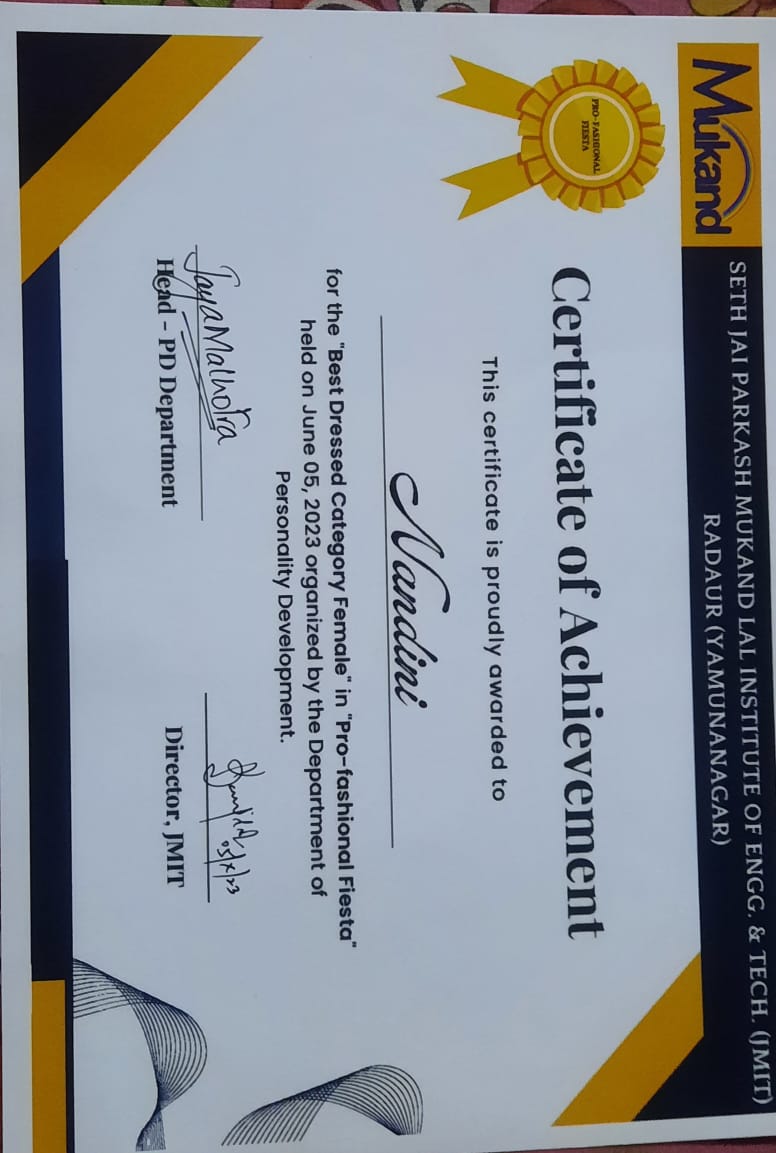 Mukand
SETH JAI PARKASH MUKAND LAL INSTITUTE OF ENGG. & TECH. (JMIT)
RADAUR (YAMUNANAGAR)
PRO-FASHIONAL
FIESTA
Certificate of Achievement
This certificate is proudly awarded to
Nandini
for the "Best Dressed Category Female" in "Pro-fashional Fiesta"
held on June 05, 2023 organized by the Department of
Personality Development.
Jaya Malhotra
05/x/23
Head - PD Department
Director, JMIT